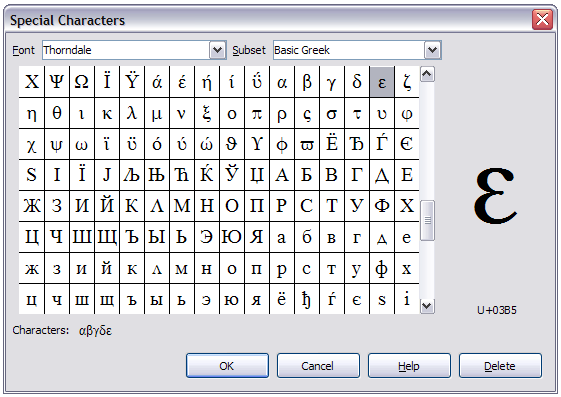 Special Characters
Font Thorndale Subset Basic Greek
Χ Ψ Ω Ϊ Ϋ ά έ ή ί ΰ α β γ δ ε ζ
η θ ι κ λ μ ν ξ ο π ρ ς σ τ υ φ
χ ψ ω ϊ ϋ ό ύ ώ ϑ ϒ ϕ ϖ Ё Ђ Ѓ Є
Ѕ І Ї Ј Љ Њ Ћ Ќ Ў Џ А Б В Г Д Е
Ж З И Й К Л М Н О П Р С Т У Ф Х
Ц Ч Ш Щ Ъ Ы Ь Э Ю Я а б в г д е
ж з и й к л м н о п р с т у ф х
ц ч ш щ ъ ы ь э ю я ё ђ ѓ є ѕ і
ε
U+03B5
Characters: αβγδε
OK Cancel Help Delete